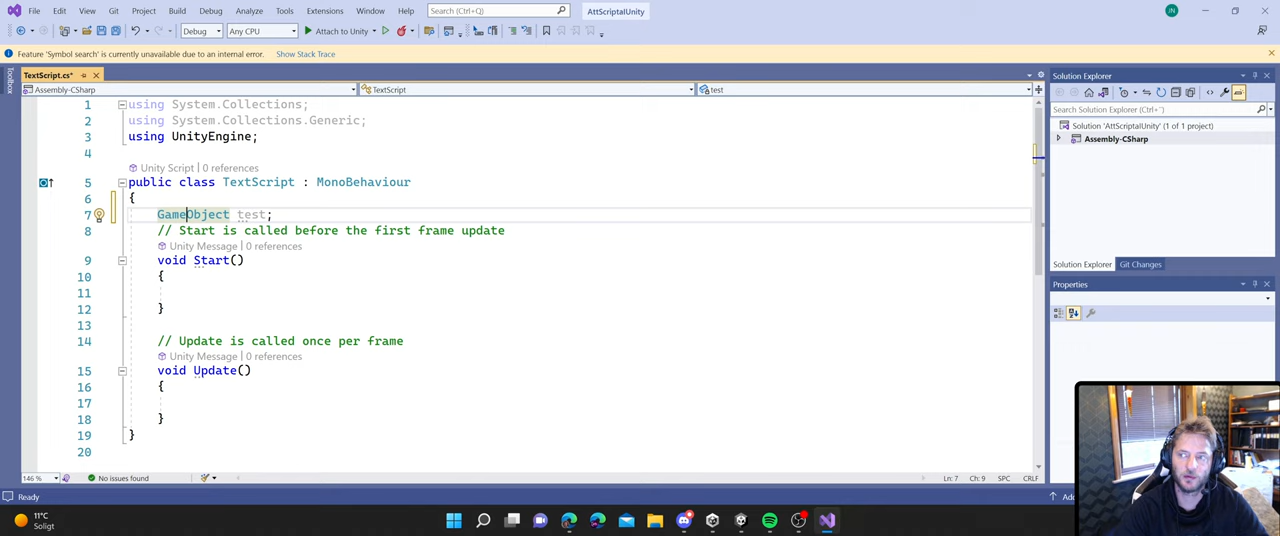 File Edit View Git Project Build Debug Analyze Tools Extensions Window Help Search (Ctrl+Q) AttScriptaIUnity JN
Debug Any CPU Attach to Unity
Feature 'Symbol search' is currently unavailable due to an internal error. Show Stack Trace
Toolbox
TextScript.cs*
Assembly-CSharp TextScript test
1 using System.Collections;
2 using System.Collections.Generic;
3 using UnityEngine;
4
Unity Script | 0 references
5 public class TextScript : MonoBehaviour
6 {
7 GameObject test;
8 // Start is called before the first frame update
Unity Message | 0 references
9 void Start()
10 {
11
12 }
13
14 // Update is called once per frame
Unity Message | 0 references
15 void Update()
16 {
17
18 }
19 }
20
146 % No issues found Ln: 7 Ch: 9 SPC CRLF
Solution Explorer
Search Solution Explorer (Ctrl+¨)
Solution 'AttScriptaIUnity' (1 of 1 project)
Assembly-CSharp
Solution Explorer Git Changes
Properties
Ready
11°C
Soligt